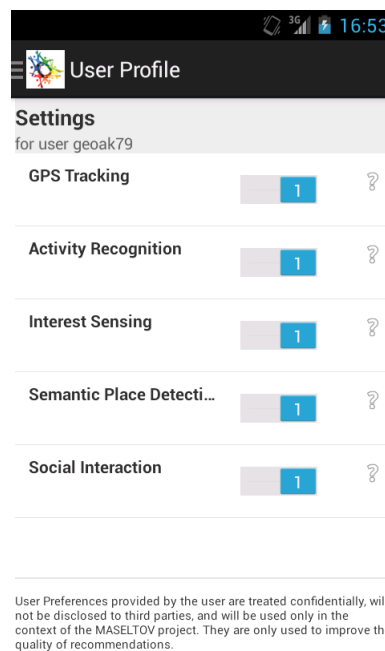 3G 16:53
User Profile
Settings
for user geoak79
GPS Tracking
1
?
Activity Recognition
1
?
Interest Sensing
1
?
Semantic Place Detecti...
1
?
Social Interaction
1
?
User Preferences provided by the user are treated confidentially, wil
not be disclosed to third parties, and will be used only in the
context of the MASELTOV project. They are only used to improve th
quality of recommendations.